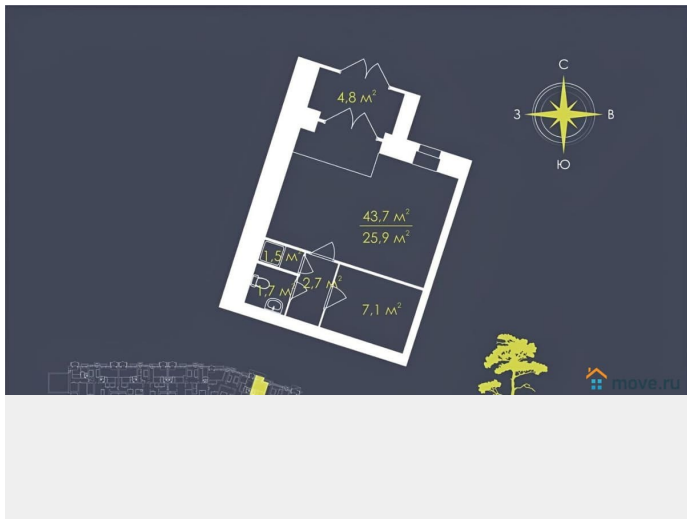 С
4,8 м²
З
В
Ю
43,7 м²
25,9 м²
1,5 м²
2,7 м²
1,7 м²
7,1 м²
move.ru